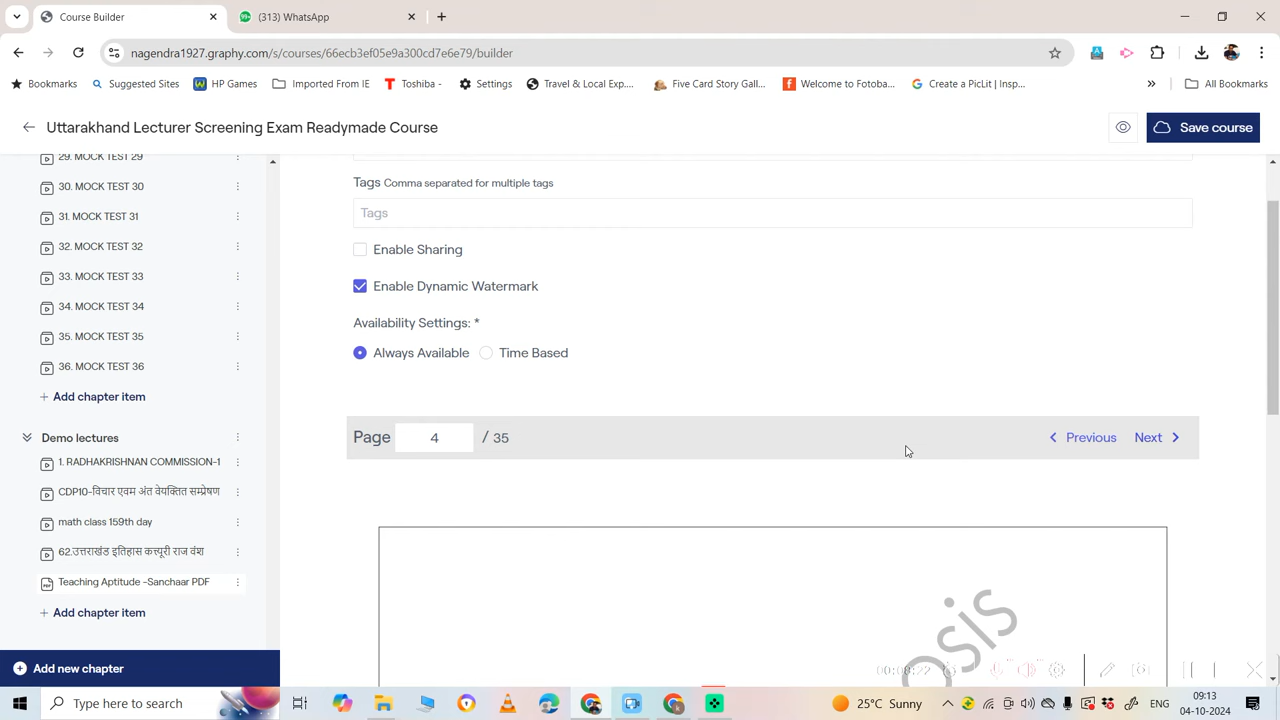 Course Builder
(313) WhatsApp
nagendra1927.graphy.com/s/courses/66ecb3ef05e9a300cd7e6e79/builder
Bookmarks
Suggested Sites
HP Games
Imported From IE
Toshiba -
Settings
Travel & Local Exp...
Five Card Story Gall...
Welcome to Fotoba...
Create a PicLit | Insp...
»
All Bookmarks
Uttarakhand Lecturer Screening Exam Readymade Course
Save course
29. MOCK TEST 29
30. MOCK TEST 30
31. MOCK TEST 31
32. MOCK TEST 32
33. MOCK TEST 33
34. MOCK TEST 34
35. MOCK TEST 35
36. MOCK TEST 36
+ Add chapter item
Demo lectures
1. RADHAKRISHNAN COMMISSION-1
CDP10-विचार एवम अंत वेयक्तित सम्प्रेषण
math class 159th day
62.उत्तराखंड इतिहास कत्यूरी राज वंश
Teaching Aptitude -Sanchaar PDF
+ Add chapter item
Add new chapter
Tags Comma separated for multiple tags
Tags
Enable Sharing
Enable Dynamic Watermark
Availability Settings: *
Always Available
Time Based
Page 4 / 35
Previous
Next
osis
00:08:22
Type here to search
25°C Sunny
ENG
09:13
04-10-2024